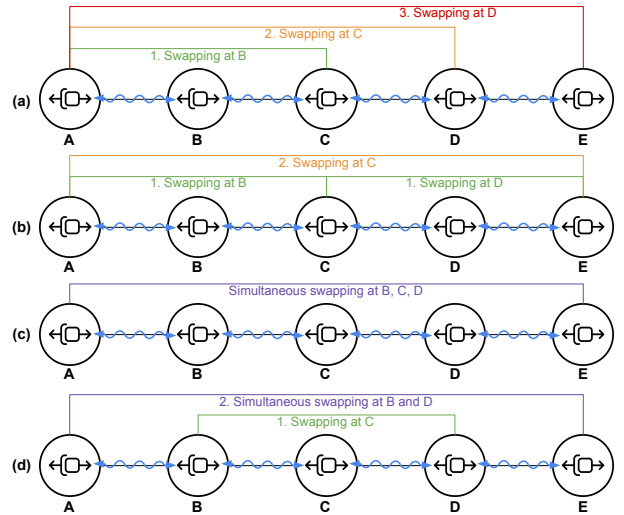 3. Swapping at D
2. Swapping at C
1. Swapping at B
(a)
A B C D E
2. Swapping at C
1. Swapping at B 1. Swapping at D
(b)
A B C D E
Simultaneous swapping at B, C, D
(c)
A B C D E
2. Simultaneous swapping at B and D
1. Swapping at C
(d)
A B C D E